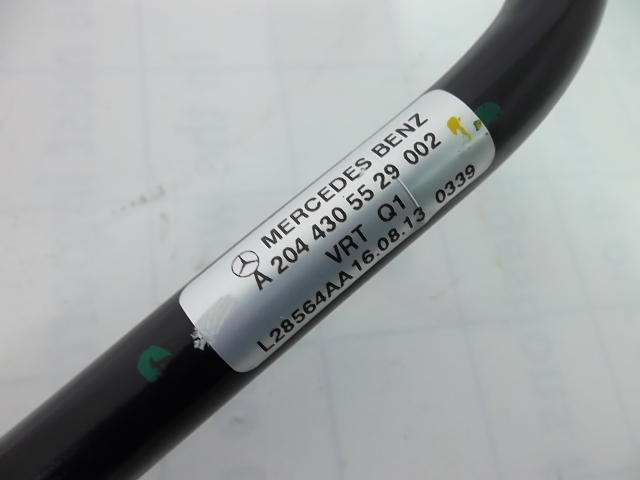 MERCEDES BENZ
A 204 430 55 29 002
VRT Q1
L28564AA16.08.13 0339